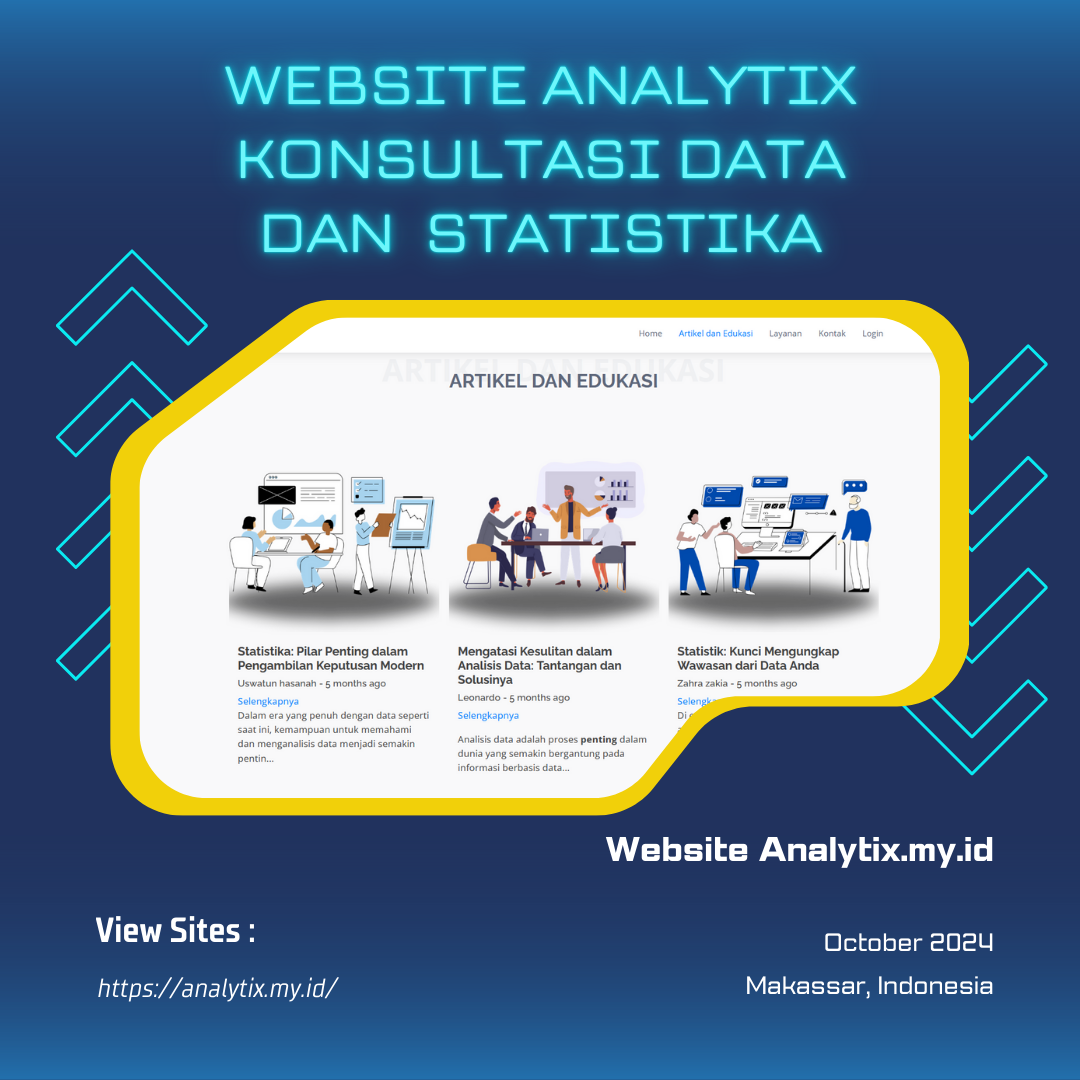 WEBSITE ANALYTIX
KONSULTASI DATA
DAN STATISTIKA
Home Artikel dan Edukasi Layanan Kontak Login
ARTIKEL DAN EDUKASI
ARTIKEL DAN EDUKASI
Statistika: Pilar Penting dalam
Pengambilan Keputusan Modern
Uswatun hasanah - 5 months ago
Selengkapnya
Dalam era yang penuh dengan data seperti
saat ini, kemampuan untuk memahami
dan menganalisis data menjadi semakin
pentin...
Mengatasi Kesulitan dalam
Analisis Data: Tantangan dan
Solusinya
Leonardo - 5 months ago
Selengkapnya
Analisis data adalah proses penting dalam
dunia yang semakin bergantung pada
informasi berbasis data...
Statistik: Kunci Mengungkap
Wawasan dari Data Anda
Zahra zakia - 5 months ago
Website Analytix.my.id
View Sites :
https://analytix.my.id/
October 2024
Makassar, Indonesia